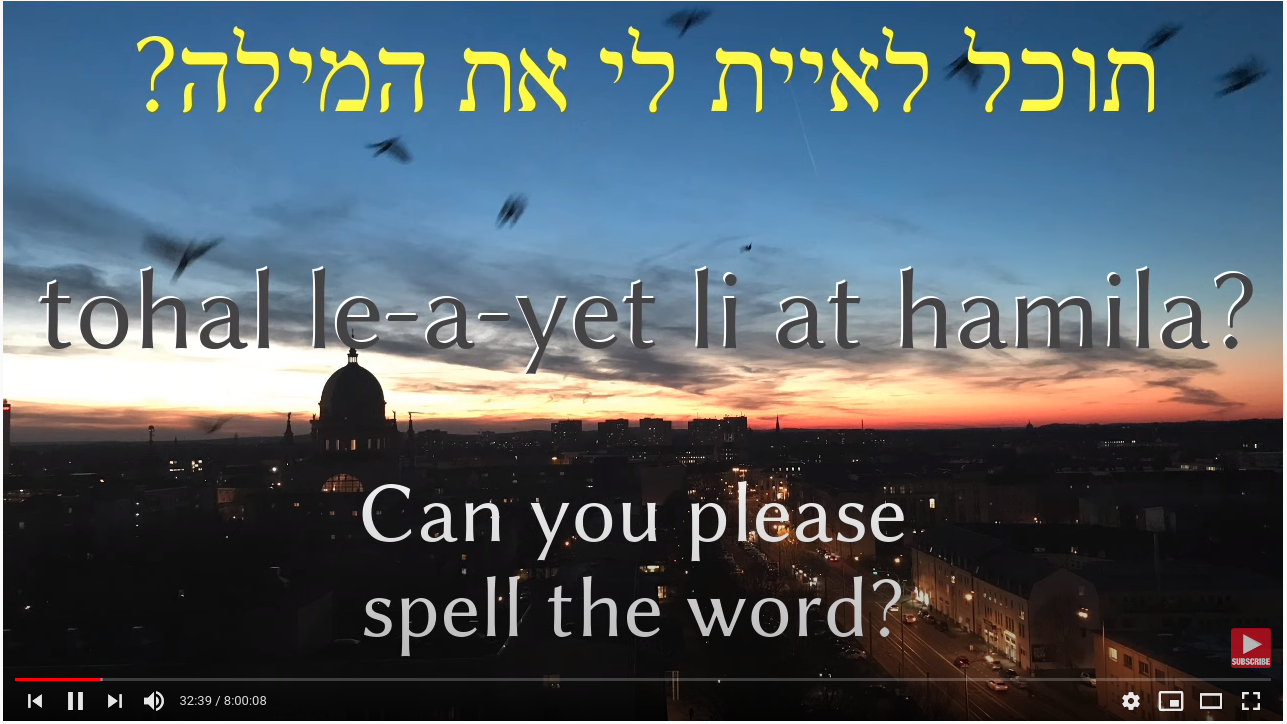 תוכל לאיית לי את המילה?
tohal le-a-yet li at hamila?
Can you please
spell the word?
SUBSCRIBE
32:39 / 8:00:08